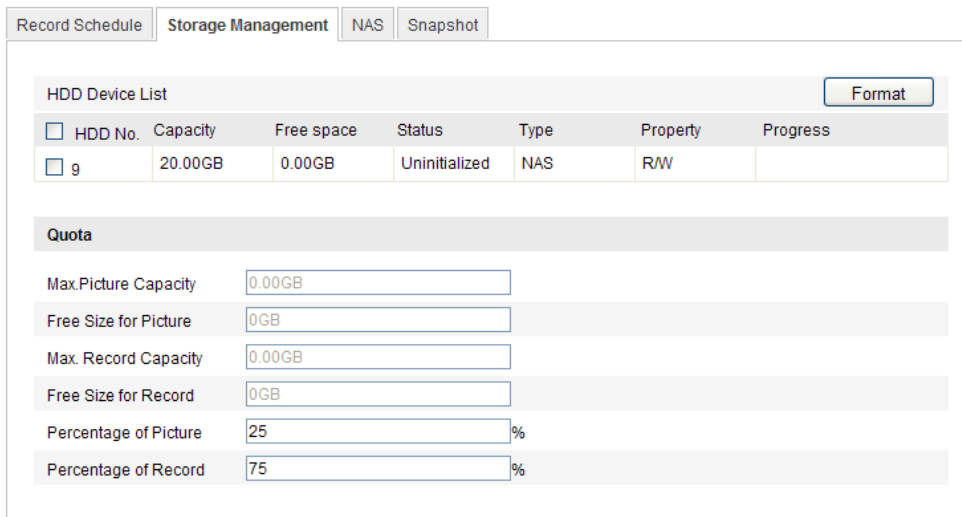 Record Schedule Storage Management NAS Snapshot
HDD Device List Format
HDD No. Capacity Free space Status Type Property Progress
9 20.00GB 0.00GB Uninitialized NAS R/W
Quota
Max.Picture Capacity 0.00GB
Free Size for Picture 0GB
Max. Record Capacity 0.00GB
Free Size for Record 0GB
Percentage of Picture 25 %
Percentage of Record 75 %